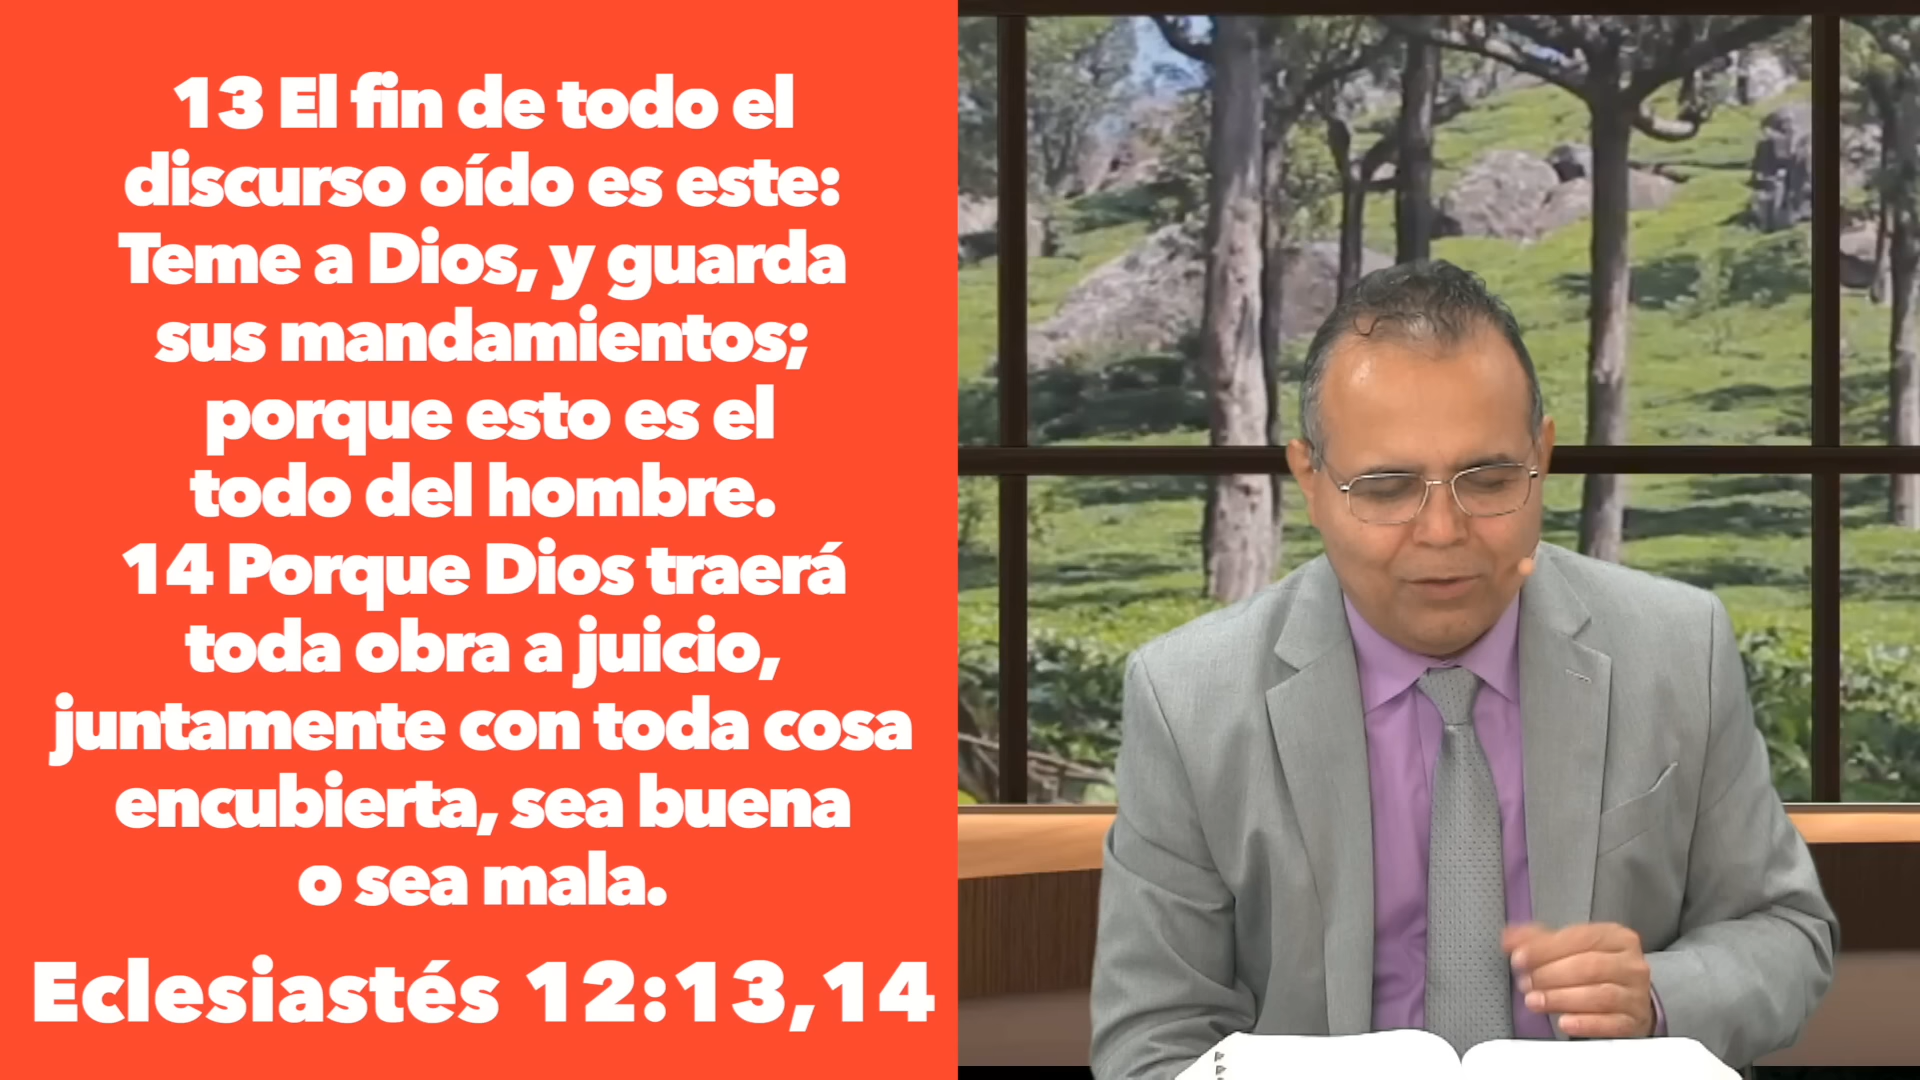 13 El fin de todo el
discurso oído es este:
Teme a Dios, y guarda
sus mandamientos;
porque esto es el
todo del hombre.
14 Porque Dios traerá
toda obra a juicio,
juntamente con toda cosa
encubierta, sea buena
o sea mala.
Eclesiastés 12:13,14